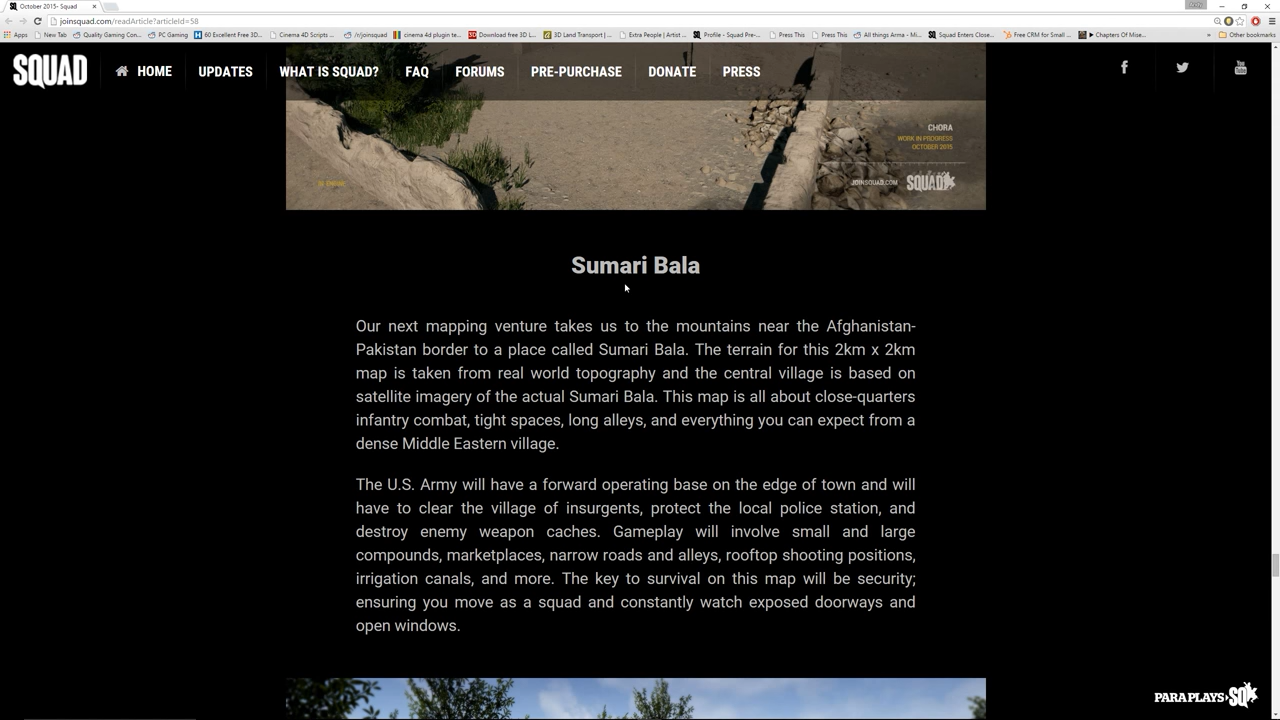 October 2015- Squad
joinsquad.com/readArticle?articleId=58
Apps
New Tab
Quality Gaming Con...
PC Gaming
60 Excellent Free 3D...
Cinema 4D Scripts ...
/r/joinsquad
cinema 4d plugin te...
Download free 3D L...
3D Land Transport | ...
Extra People | Artist ...
Profile - Squad Pre-...
Press This
Press This
All things Arma - Mi...
Squad Enters Close...
Free CRM for Small ...
Chapters Of Mise...
»
Other bookmarks
SQUAD
HOME
UPDATES
WHAT IS SQUAD?
FAQ
FORUMS
PRE-PURCHASE
DONATE
PRESS
You Tube
CHORA
WORK IN PROGRESS
OCTOBER 2015
JOINSQUAD.COM
SQUAD
Sumari Bala
Our next mapping venture takes us to the mountains near the Afghanistan-
Pakistan border to a place called Sumari Bala. The terrain for this 2km x 2km
map is taken from real world topography and the central village is based on
satellite imagery of the actual Sumari Bala. This map is all about close-quarters
infantry combat, tight spaces, long alleys, and everything you can expect from a
dense Middle Eastern village.
The U.S. Army will have a forward operating base on the edge of town and will
have to clear the village of insurgents, protect the local police station, and
destroy enemy weapon caches. Gameplay will involve small and large
compounds, marketplaces, narrow roads and alleys, rooftop shooting positions,
irrigation canals, and more. The key to survival on this map will be security;
ensuring you move as a squad and constantly watch exposed doorways and
open windows.
PARAPLAYS